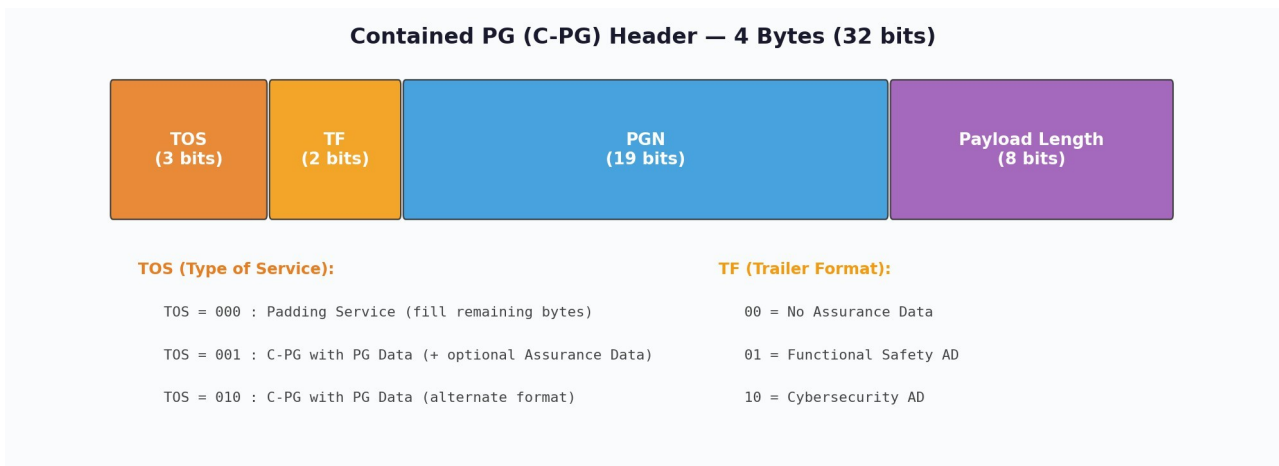 Contained PG (C-PG) Header — 4 Bytes (32 bits)
TOS
(3 bits)
TF
(2 bits)
PGN
(19 bits)
Payload Length
(8 bits)
TOS (Type of Service):
TOS = 000 : Padding Service (fill remaining bytes)
TOS = 001 : C-PG with PG Data (+ optional Assurance Data)
TOS = 010 : C-PG with PG Data (alternate format)
TF (Trailer Format):
00 = No Assurance Data
01 = Functional Safety AD
10 = Cybersecurity AD